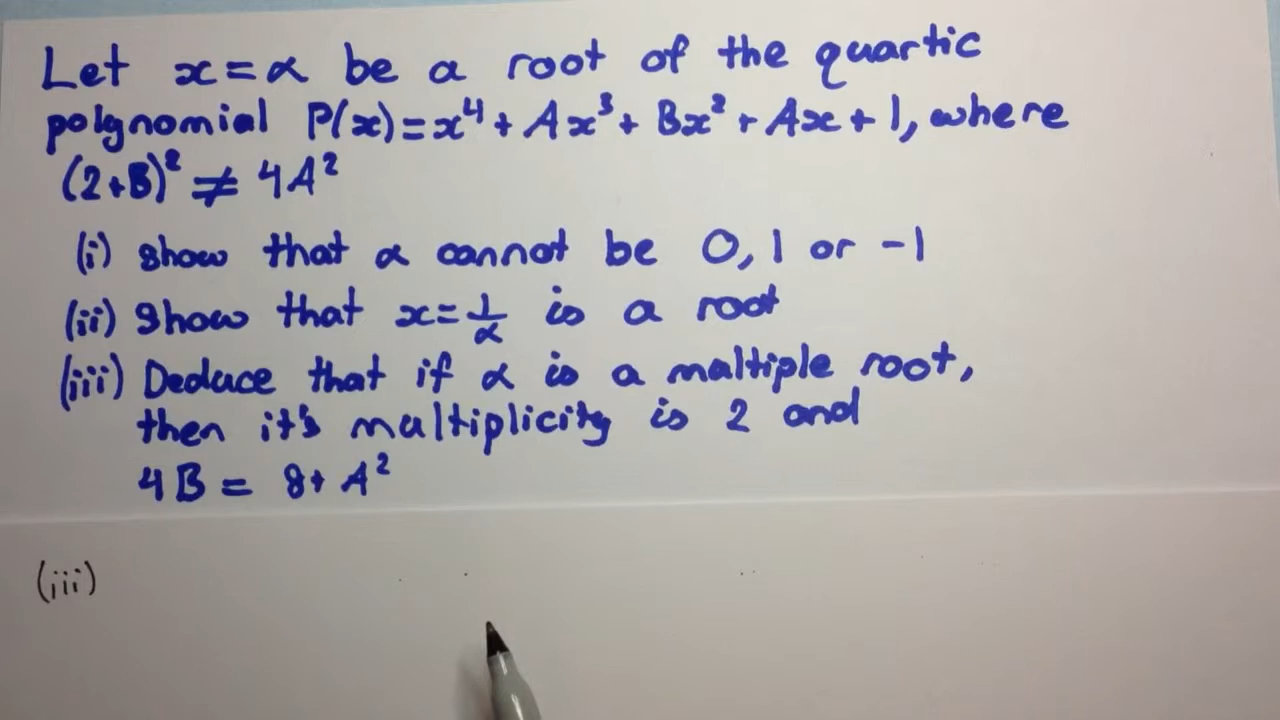 Let x=α be a root of the quartic
polynomial P(x)=x⁴+Ax³+Bx²+Ax+1, where
(2+B)² ≠ 4A²
(i) show that α cannot be 0, 1 or -1
(ii) Show that x=1/α is a root
(iii) Deduce that if α is a multiple root,
then it's multiplicity is 2 and
4B = 8+A²
(iii)